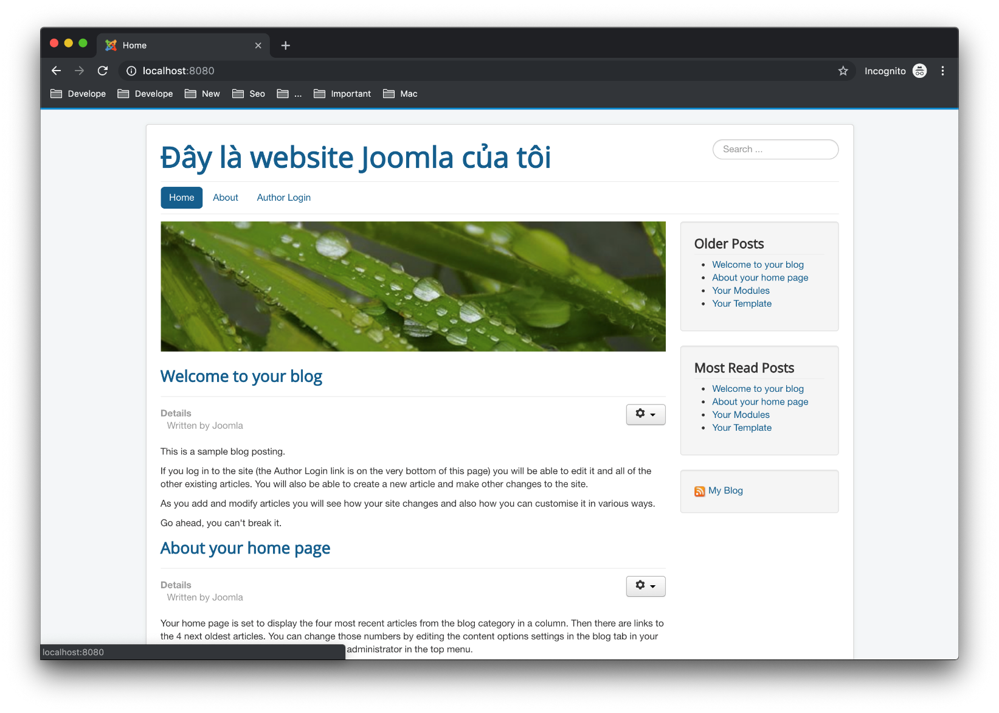 Home
localhost:8080
Incognito
Develope
Develope
New
Seo
...
Important
Mac
Đây là website Joomla của tôi
Search ...
Home
About
Author Login
Welcome to your blog
Details
Written by Joomla
This is a sample blog posting.
If you log in to the site (the Author Login link is on the very bottom of this page) you will be able to edit it and all of the
other existing articles. You will also be able to create a new article and make other changes to the site.
As you add and modify articles you will see how your site changes and also how you can customise it in various ways.
Go ahead, you can't break it.
About your home page
Details
Written by Joomla
Your home page is set to display the four most recent articles from the blog category in a column. Then there are links to
the 4 next oldest articles. You can change those numbers by editing the content options settings in the blog tab in your
administrator in the top menu.
Older Posts
Welcome to your blog
About your home page
Your Modules
Your Template
Most Read Posts
Welcome to your blog
About your home page
Your Modules
Your Template
My Blog
localhost:8080